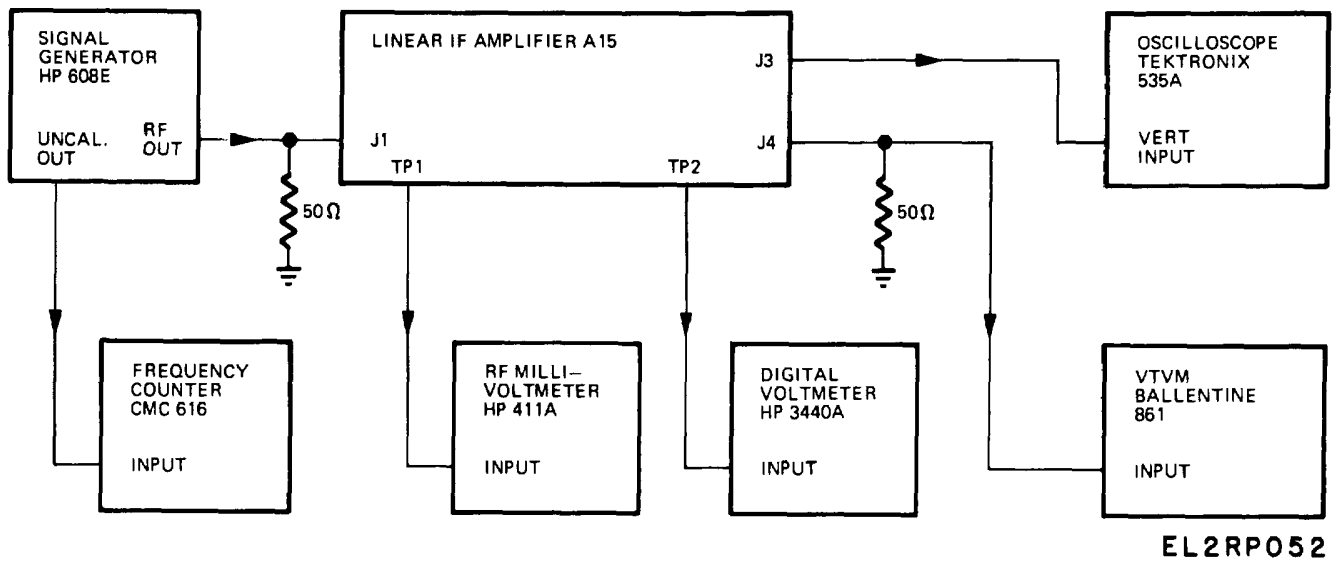 SIGNAL
GENERATOR
HP 608E
UNCAL.
OUT
RF
OUT
LINEAR IF AMPLIFIER A15
J1
TP1
TP2
J3
J4
OSCILLOSCOPE
TEKTRONIX
535A
VERT
INPUT
50Ω
50Ω
FREQUENCY
COUNTER
CMC 616
INPUT
RF MILLI-
VOLTMETER
HP 411A
INPUT
DIGITAL
VOLTMETER
HP 3440A
INPUT
VTVM
BALLENTINE
861
INPUT
EL2RP052